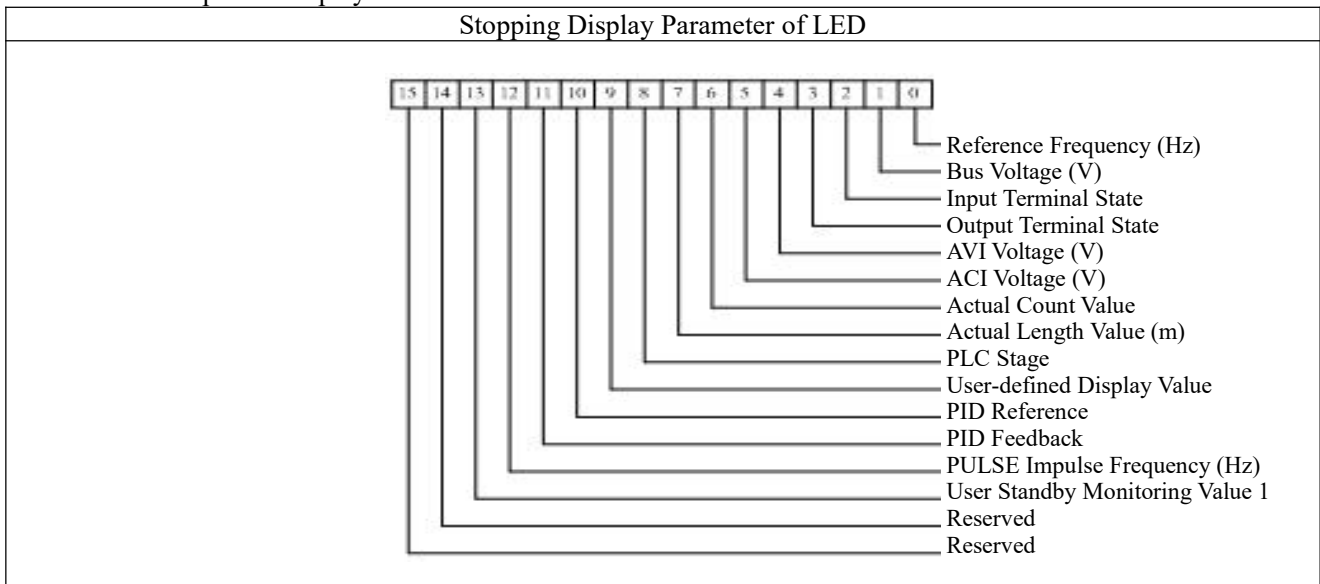 Stopping Display Parameter of LED
15 14 13 12 11 10 9 8 7 6 5 4 3 2 1 0
Reference Frequency (Hz)
Bus Voltage (V)
Input Terminal State
Output Terminal State
AVI Voltage (V)
ACI Voltage (V)
Actual Count Value
Actual Length Value (m)
PLC Stage
User-defined Display Value
PID Reference
PID Feedback
PULSE Impulse Frequency (Hz)
User Standby Monitoring Value 1
Reserved
Reserved